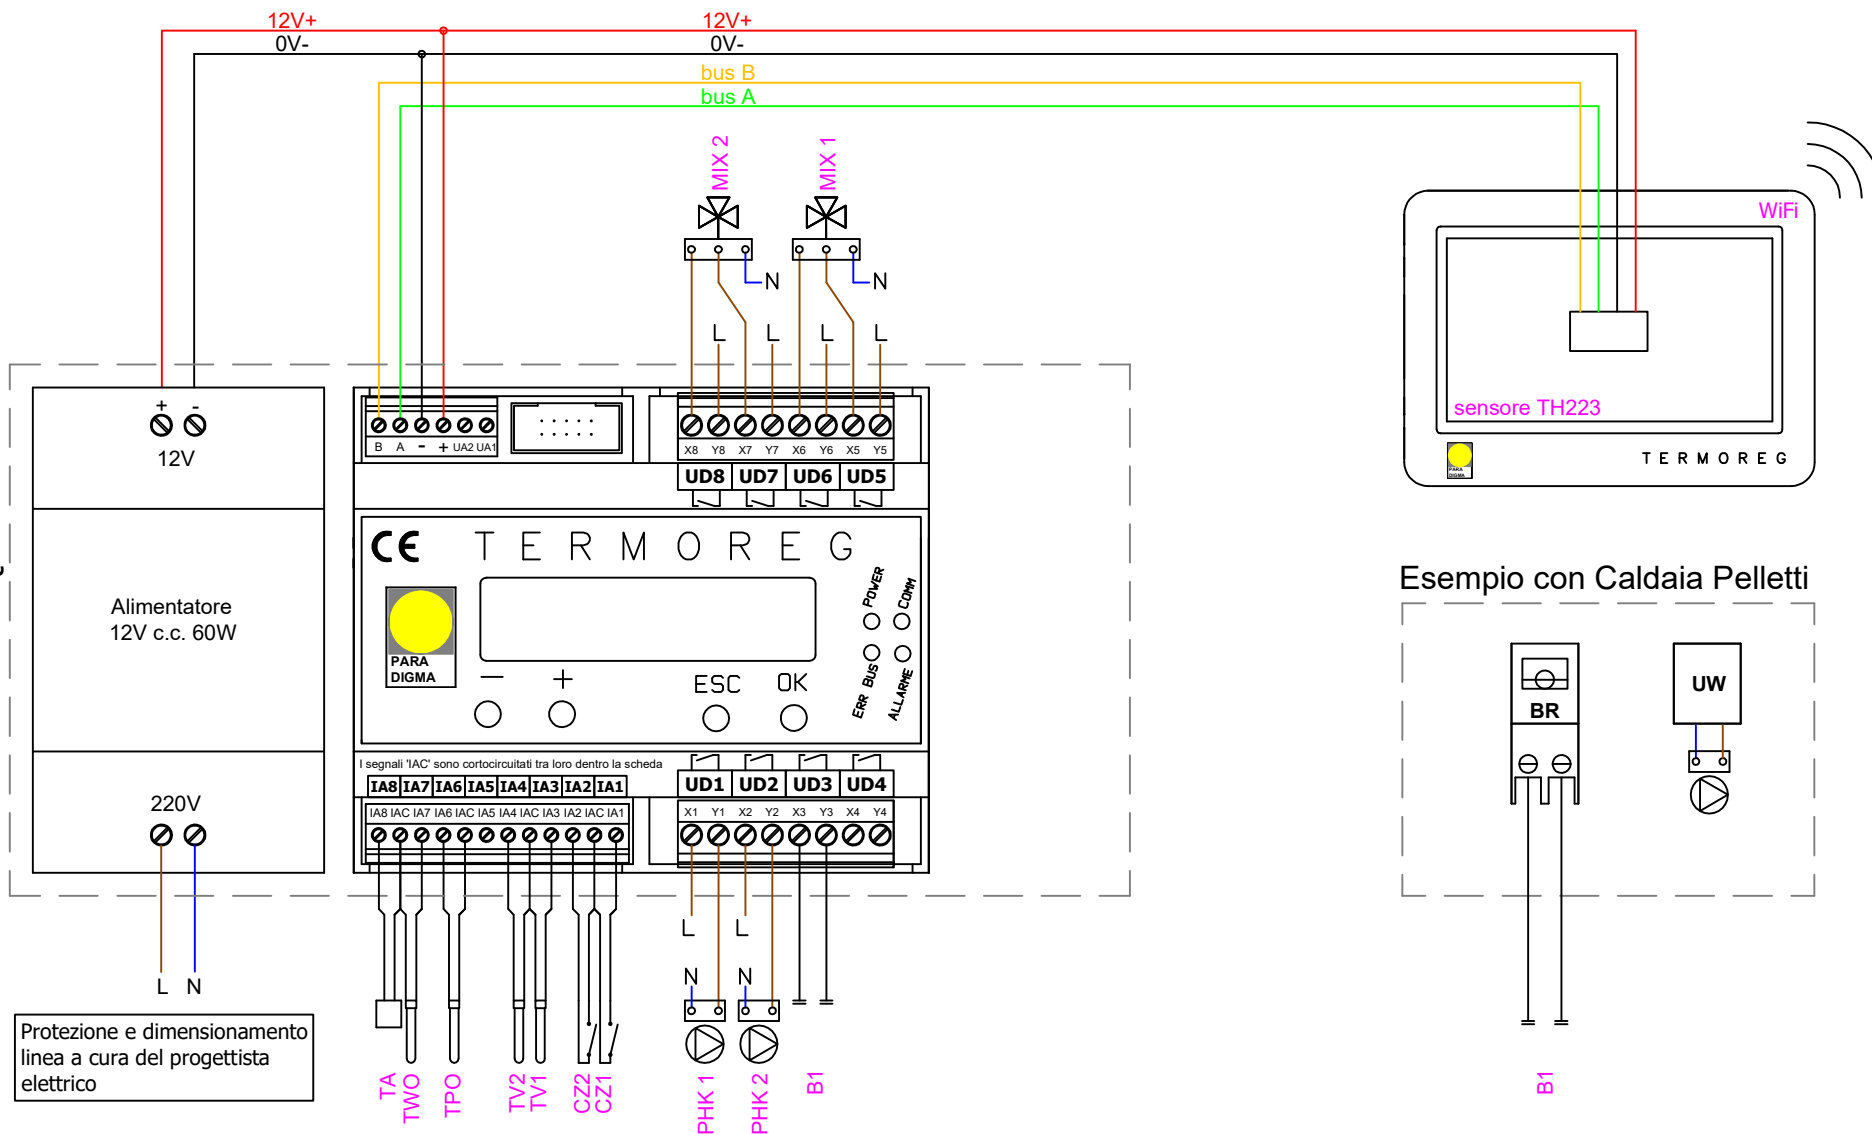 12V+
12V+
0V-
0V-
bus B
bus A
MIX 2
MIX 1
WiFi
N
N
L
L
L
L
+ -
12V
B A - + UA2 UA1
X8 Y8 X7 Y7 X6 Y6 X5 Y5
UD8 UD7 UD6 UD5
sensore TH223
PARA
DIGMA
TERMOREG
CE TERMOREG
POWER
COMM
ERR BUS
ALLARME
PARA
DIGMA
- +
ESC OK
Alimentatore
12V c.c. 60W
Esempio con Caldaia Pelletti
BR
UW
I segnali 'IAC' sono cortocircuitati tra loro dentro la scheda
IA8 IA7 IA6 IA5 IA4 IA3 IA2 IA1
IA8 IAC IA7 IA6 IAC IA5 IA4 IAC IA3 IA2 IAC IA1
UD1 UD2 UD3 UD4
X1 Y1 X2 Y2 X3 Y3 X4 Y4
220V
L N
L L
N N
Protezione e dimensionamento
linea a cura del progettista
elettrico
TA
TWO
TPO
TV2
TV1
CZ2
CZ1
PHK 1
PHK 2
B1
B1